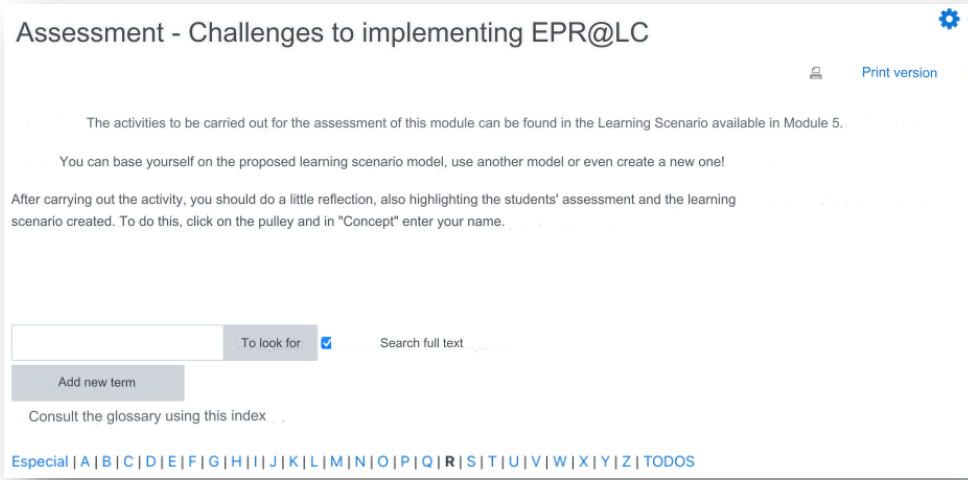 Assessment - Challenges to implementing EPR@LC
Print version
The activities to be carried out for the assessment of this module can be found in the Learning Scenario available in Module 5.
You can base yourself on the proposed learning scenario model, use another model or even create a new one!
After carrying out the activity, you should do a little reflection, also highlighting the students' assessment and the learning
scenario created. To do this, click on the pulley and in "Concept" enter your name.
To look for Search full text
Add new term
Consult the glossary using this index
Especial | A | B | C | D | E | F | G | H | I | J | K | L | M | N | O | P | Q | R | S | T | U | V | W | X | Y | Z | TODOS